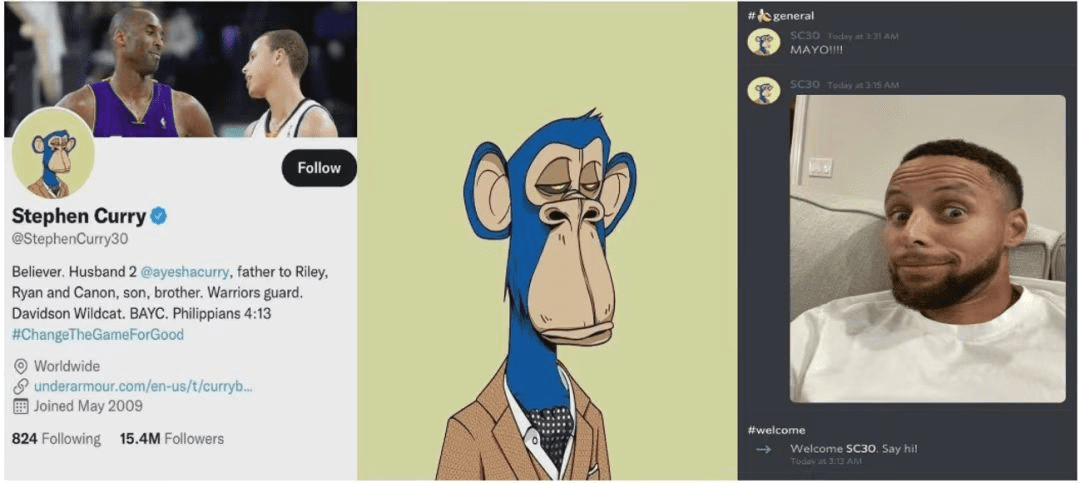 Follow
Stephen Curry
@StephenCurry30
Believer. Husband 2 @ayeshacurry, father to Riley,
Ryan and Canon, son, brother. Warriors guard.
Davidson Wildcat. BAYC. Philippians 4:13
#ChangeTheGameForGood
Worldwide
underarmour.com/en-us/t/curryb...
Joined May 2009
824 Following 15.4M Followers
#🍌general
SC30 Today at 3:31 AM
MAYO!!!!
SC30 Today at 3:15 AM
#welcome
Welcome SC30. Say hi!
Today at 3:12 AM